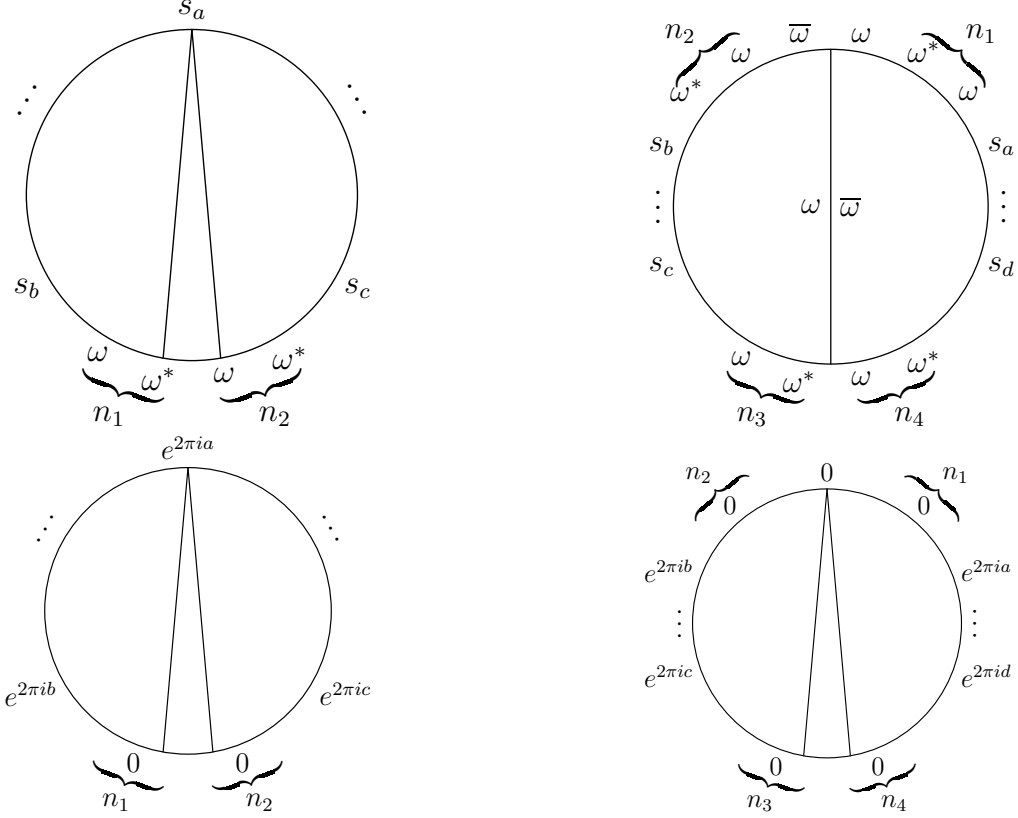 s_a
⋰ ⋱
s_b s_c
ω ω* ω ω*
n_1 n_2
n_2 ω̅ ω n_1
ω ω*
ω* ω
s_b s_a
⋮ ω ω̅ ⋮
s_c s_d
ω ω* ω ω*
n_3 n_4
e^{2πia}
⋰ ⋱
e^{2πib} e^{2πic}
0 0
n_1 n_2
n_2 0 n_1
0 0
e^{2πib} e^{2πia}
⋮ ⋮
e^{2πic} e^{2πid}
0 0
n_3 n_4